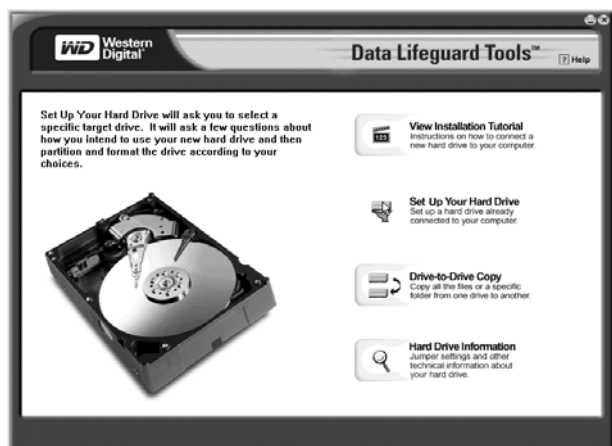 WD Western
Digital
Data Lifeguard Tools℠
? Help
Set Up Your Hard Drive will ask you to select a
specific target drive. It will ask a few questions about
how you intend to use your new hard drive and then
partition and format the drive according to your
choices.
123
View Installation Tutorial
Instructions on how to connect a
new hard drive to your computer.
Set Up Your Hard Drive
Set up a hard drive already
connected to your computer.
Drive-to-Drive Copy
Copy all the files or a specific
folder from one drive to another.
Hard Drive Information
Jumper settings and other
technical information about
your hard drive.